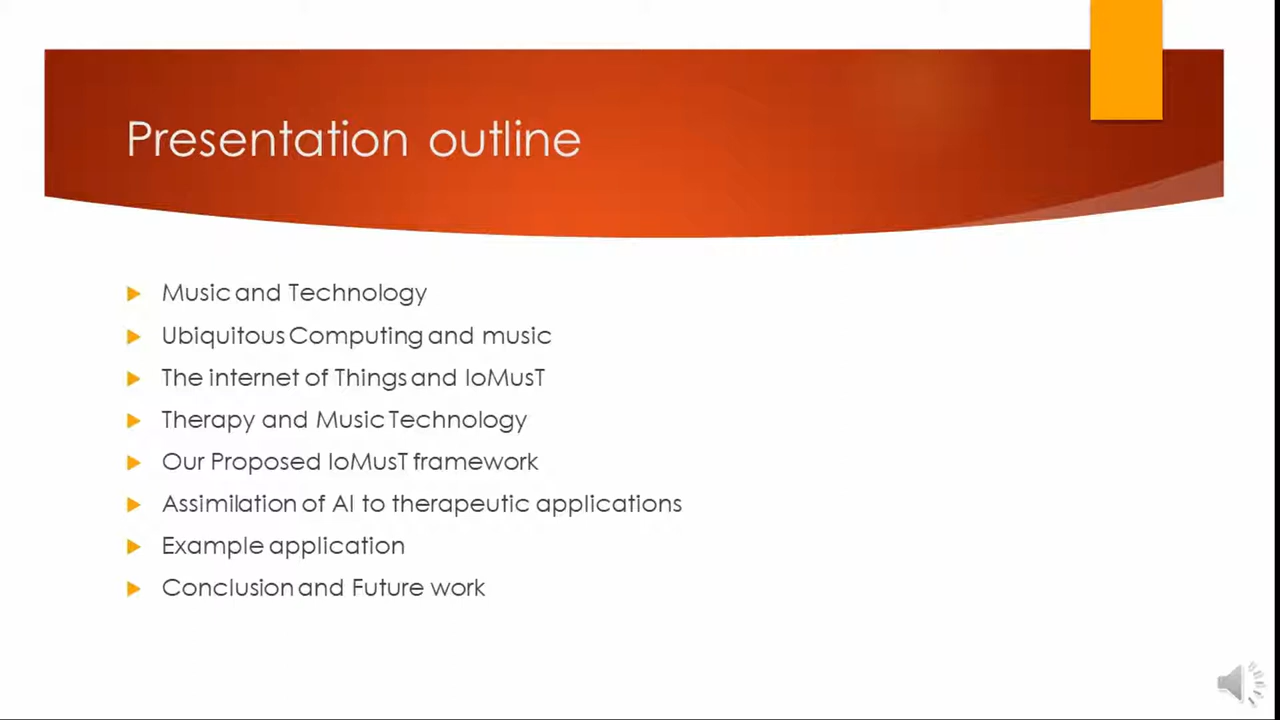 Presentation outline
Music and Technology
Ubiquitous Computing and music
The internet of Things and IoMusT
Therapy and Music Technology
Our Proposed IoMusT framework
Assimilation of AI to therapeutic applications
Example application
Conclusion and Future work